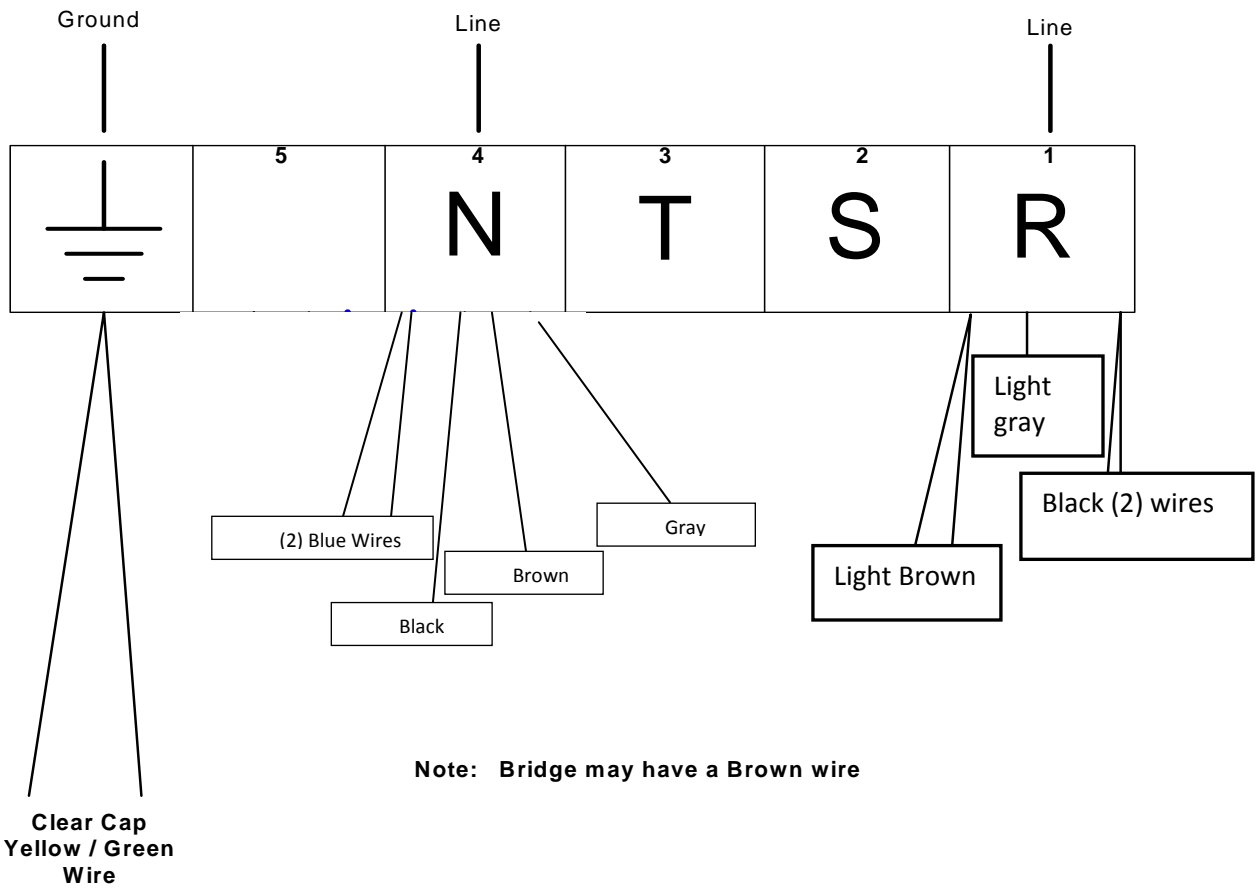 Ground
Line
Line
5
4
3
2
1
N
T
S
R
Light
gray
Black (2) wires
Gray
(2) Blue Wires
Brown
Light Brown
Black
Note: Bridge may have a Brown wire
Clear Cap
Yellow / Green
Wire